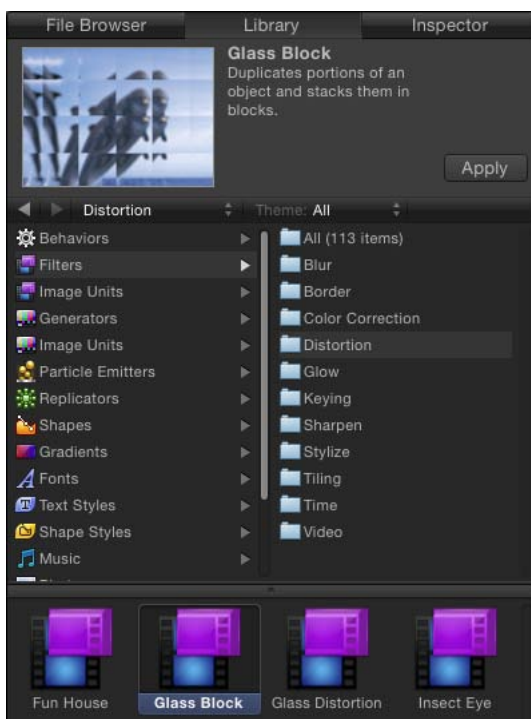 File Browser
Library
Inspector
Glass Block
Duplicates portions of an
object and stacks them in
blocks.
Apply
Distortion
Theme: All
Behaviors
Filters
Image Units
Generators
Image Units
Particle Emitters
Replicators
Shapes
Gradients
Fonts
Text Styles
Shape Styles
Music
All (113 items)
Blur
Border
Color Correction
Distortion
Glow
Keying
Sharpen
Stylize
Tiling
Time
Video
Fun House
Glass Block
Glass Distortion
Insect Eye